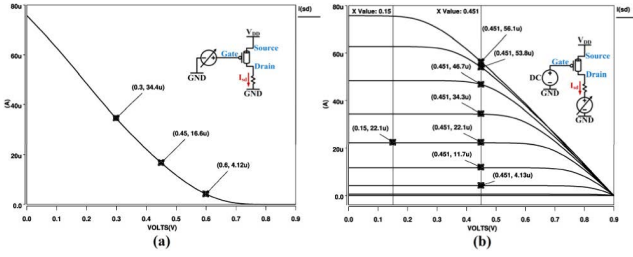 80u
60u
40u
20u
0.0
(A)
0.0
0.1
0.2
0.3
0.4
0.5
0.6
0.7
0.8
0.9
VOLTS(V)
I(sd)
(0.3, 34.4u)
(0.45, 16.6u)
(0.6, 4.12u)
VDD
Source
Gate
Drain
Isd
GND
GND
(a)
X Value: 0.15
X Value: 0.451
I(sd)
80u
60u
40u
20u
0.0
(A)
0.0
0.1
0.2
0.3
0.4
0.5
0.6
0.7
0.8
0.9
VOLTS(V)
(0.451, 56.1u)
(0.451, 53.8u)
(0.451, 46.7u)
(0.451, 34.3u)
(0.15, 22.1u)
(0.451, 22.1u)
(0.451, 11.7u)
(0.451, 4.13u)
VDD
Source
Gate
Drain
DC
Isd
GND
GND
(b)